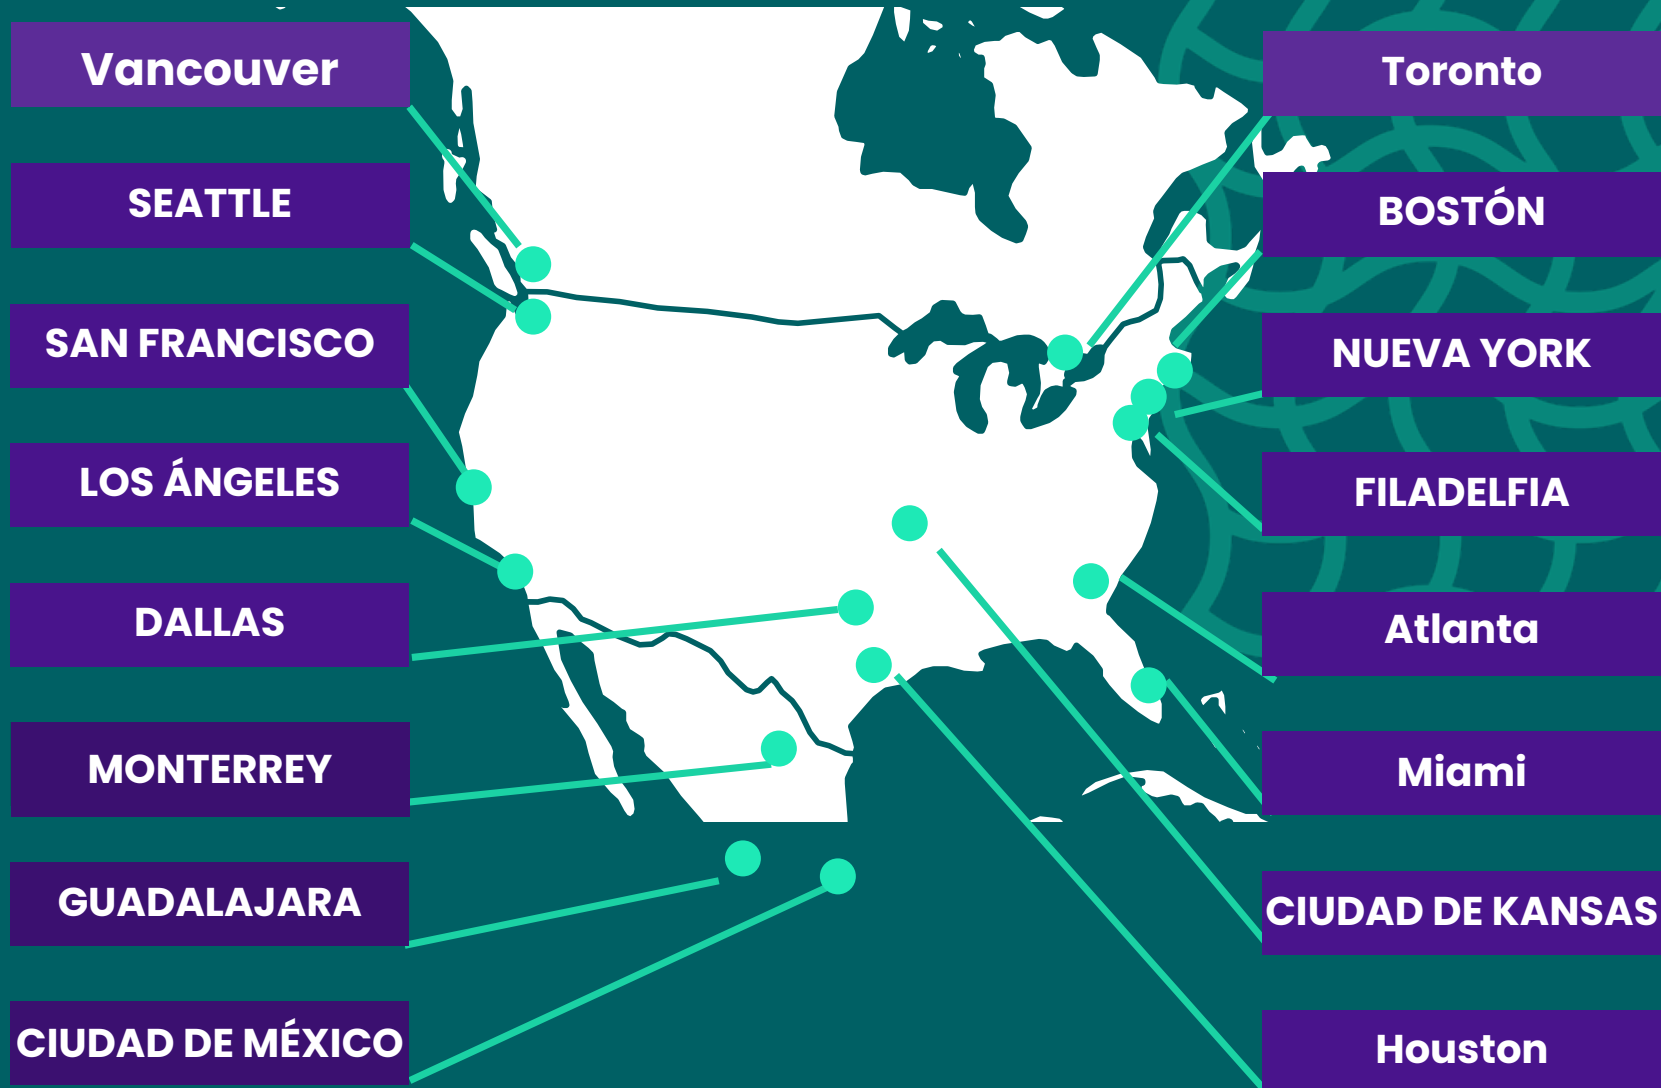 Vancouver
SEATTLE
SAN FRANCISCO
LOS ÁNGELES
DALLAS
MONTERREY
GUADALAJARA
CIUDAD DE MÉXICO
Toronto
BOSTÓN
NUEVA YORK
FILADELFIA
Atlanta
Miami
CIUDAD DE KANSAS
Houston